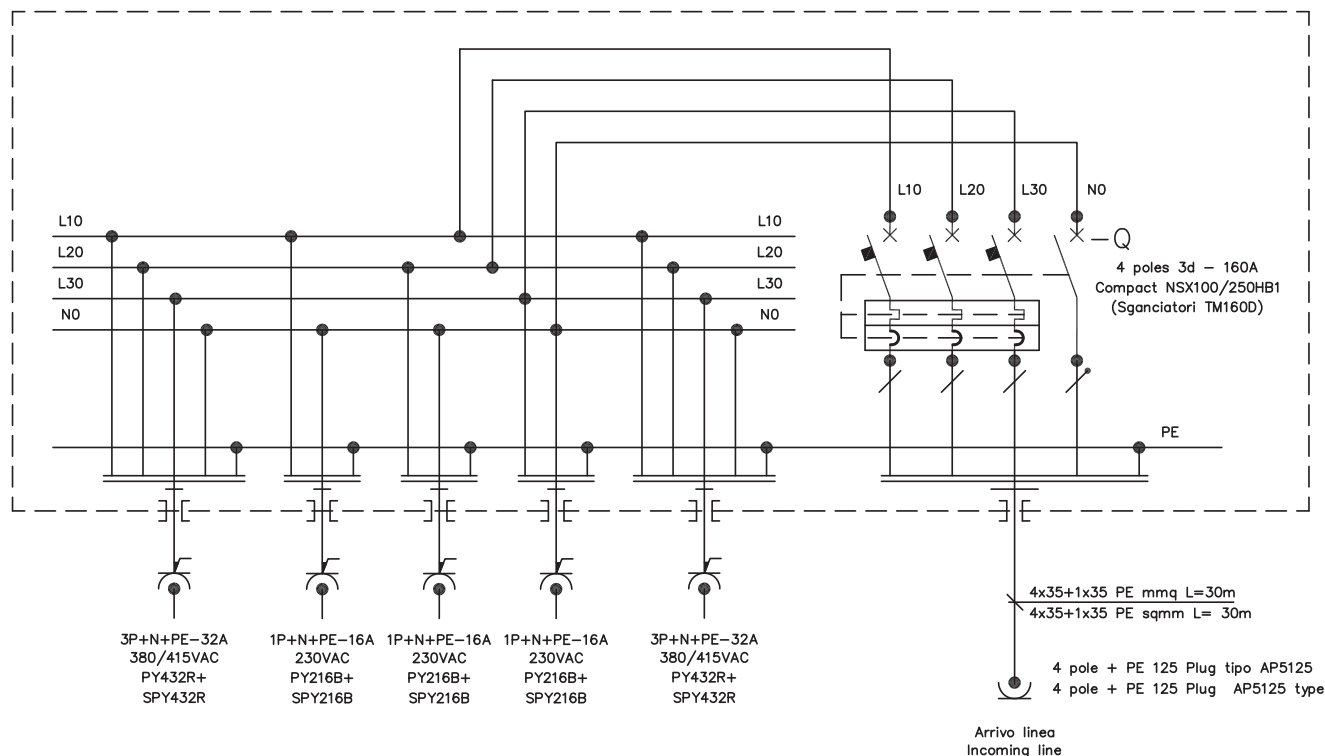 L10 L20 L30 N0
L10 L10
L20 L20
L30 L30
N0 N0
Q
4 poles 3d - 160A
Compact NSX100/250HB1
(Sganciatori TM160D)
PE
3P+N+PE-32A
380/415VAC
PY432R+
SPY432R
1P+N+PE-16A
230VAC
PY216B+
SPY216B
1P+N+PE-16A
230VAC
PY216B+
SPY216B
1P+N+PE-16A
230VAC
PY216B+
SPY216B
3P+N+PE-32A
380/415VAC
PY432R+
SPY432R
4x35+1x35 PE mmq L=30m
4x35+1x35 PE sqmm L= 30m
4 pole + PE 125 Plug tipo AP5125
4 pole + PE 125 Plug AP5125 type
Arrivo linea
Incoming line